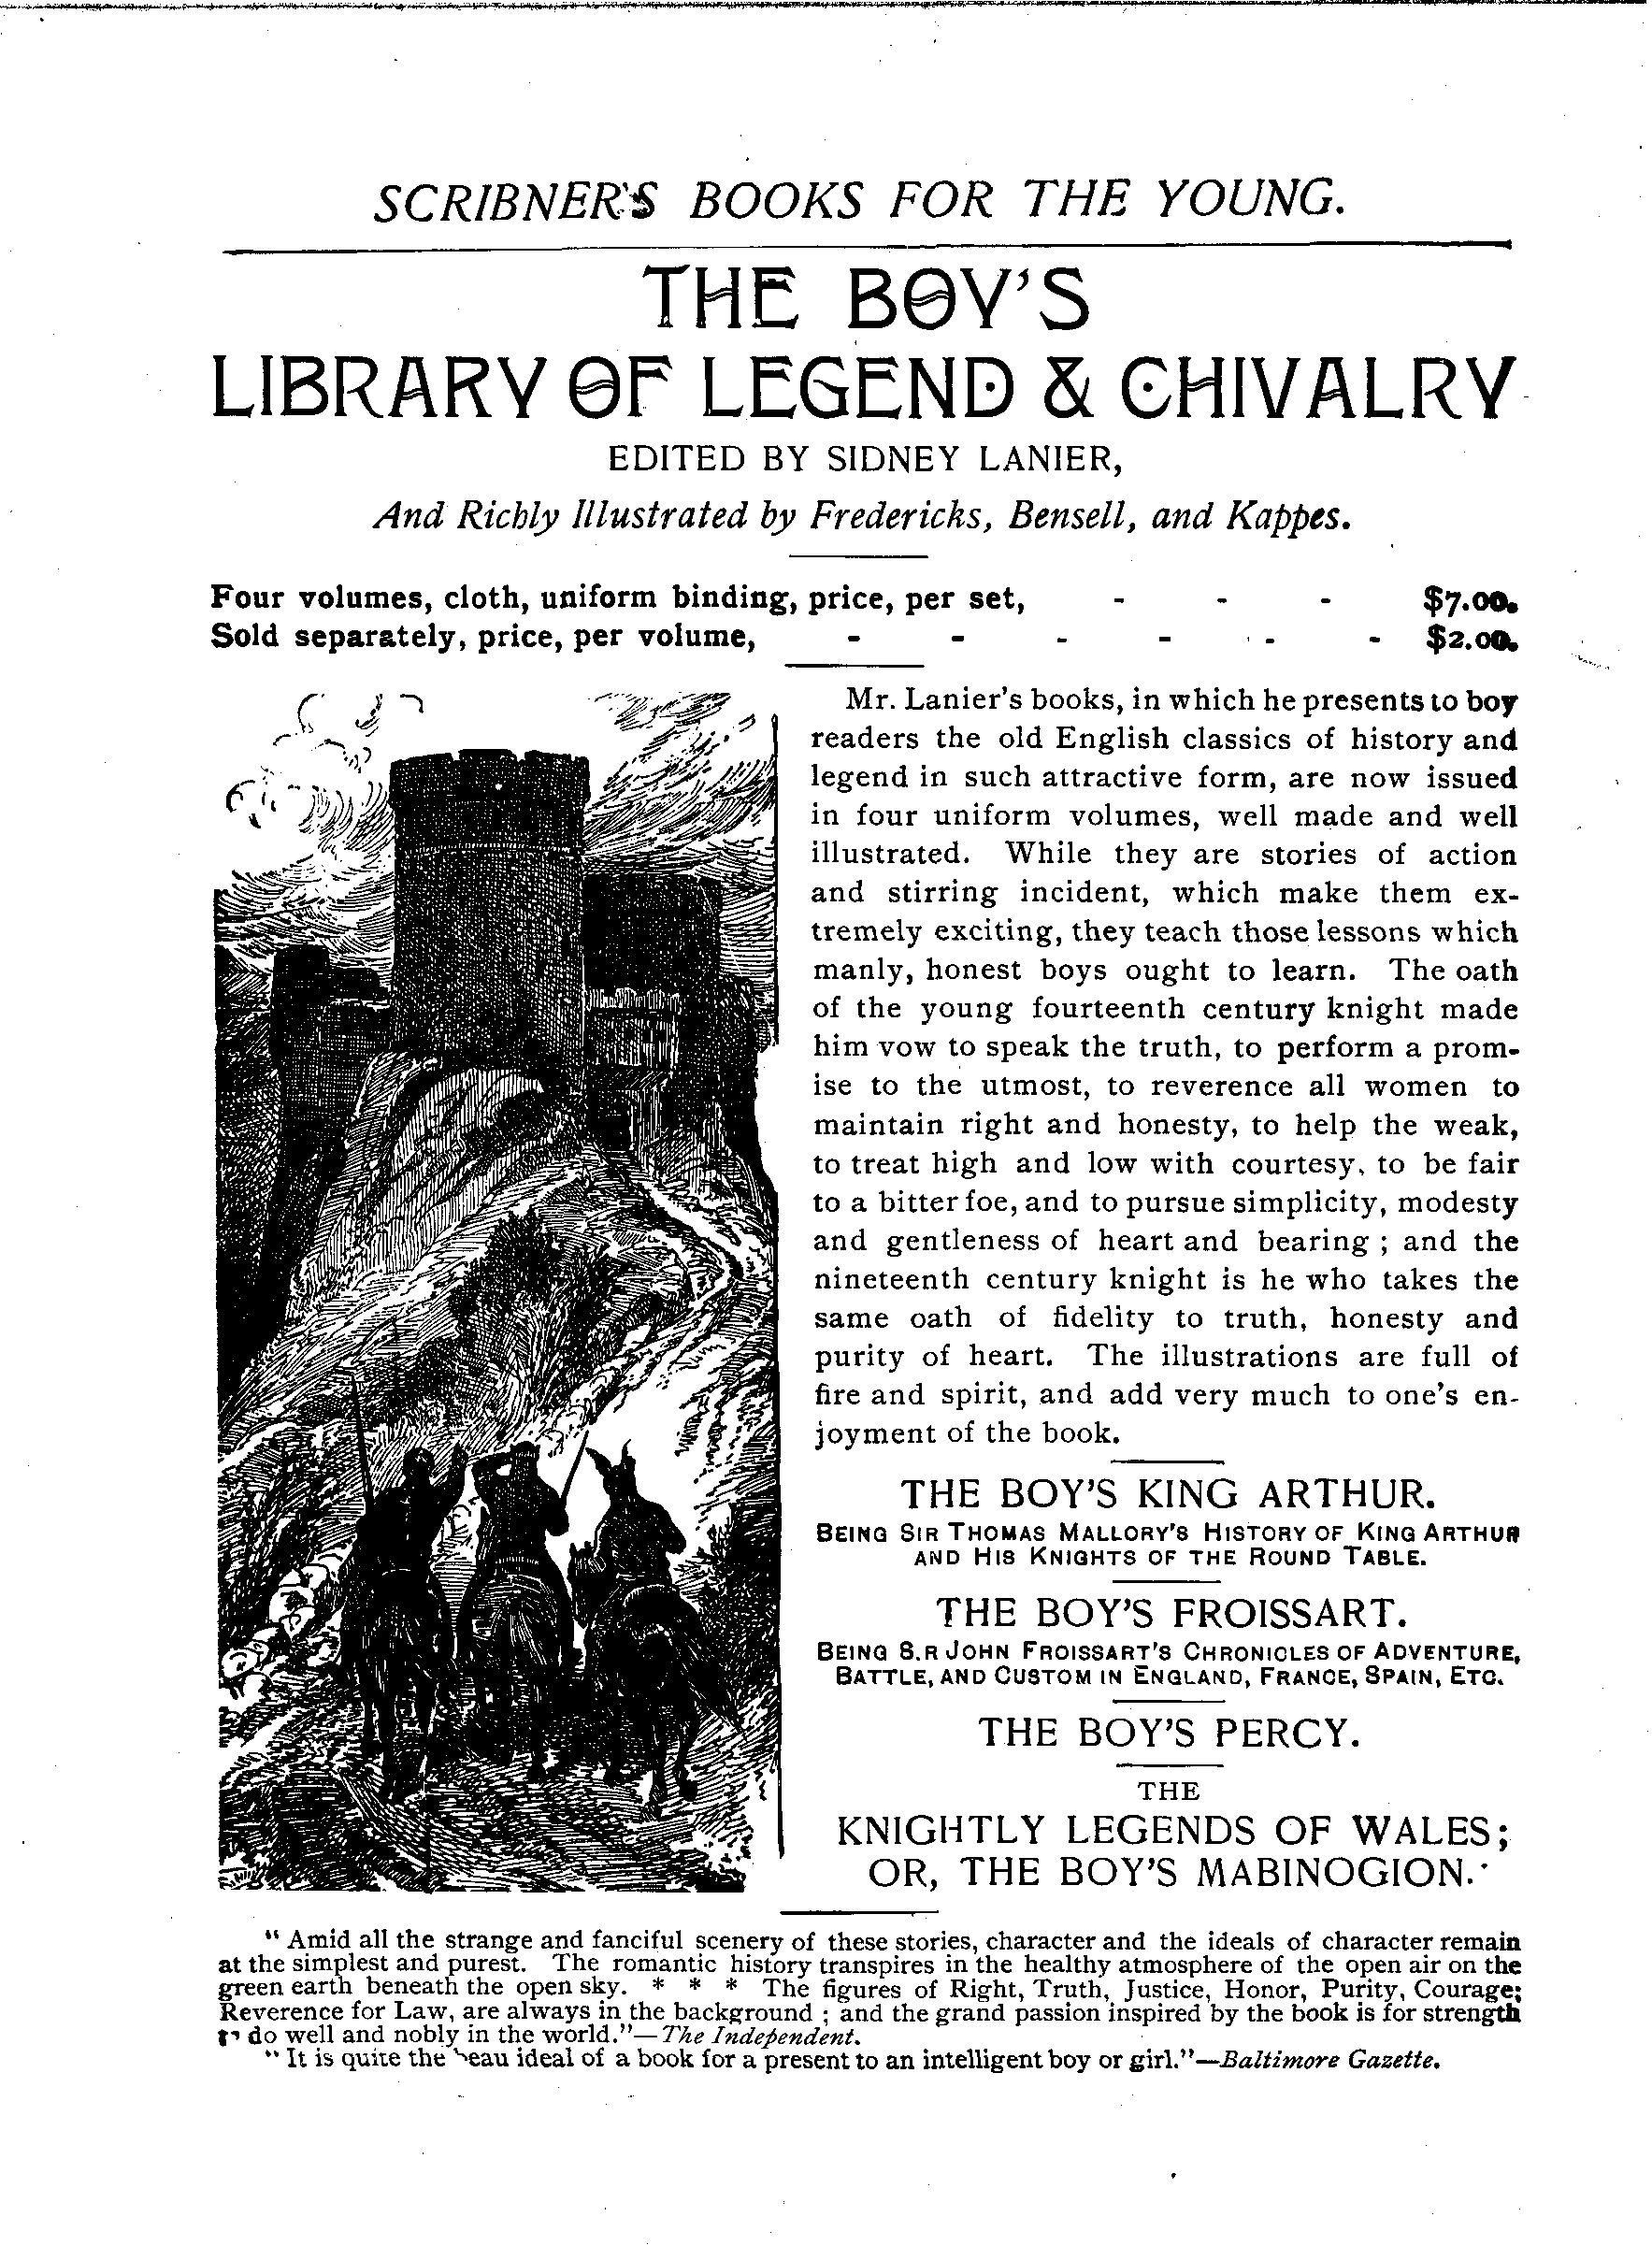 SCRIBNER'S BOOKS FOR THE YOUNG.
THE BOY'S
LIBRARY OF LEGEND & CHIVALRY
EDITED BY SIDNEY LANIER,
And Richly Illustrated by Fredericks, Bensell, and Kappes.
Four volumes, cloth, uniform binding, price, per set, - - - $7.00.
Sold separately, price, per volume, - - - - - - $2.00.
Mr. Lanier's books, in which he presents to boy
readers the old English classics of history and
legend in such attractive form, are now issued
in four uniform volumes, well made and well
illustrated. While they are stories of action
and stirring incident, which make them ex-
tremely exciting, they teach those lessons which
manly, honest boys ought to learn. The oath
of the young fourteenth century knight made
him vow to speak the truth, to perform a prom-
ise to the utmost, to reverence all women to
maintain right and honesty, to help the weak,
to treat high and low with courtesy, to be fair
to a bitter foe, and to pursue simplicity, modesty
and gentleness of heart and bearing ; and the
nineteenth century knight is he who takes the
same oath of fidelity to truth, honesty and
purity of heart. The illustrations are full of
fire and spirit, and add very much to one's en-
joyment of the book.
THE BOY'S KING ARTHUR.
BEING SIR THOMAS MALLORY'S HISTORY OF KING ARTHUR
AND HIS KNIGHTS OF THE ROUND TABLE.
THE BOY'S FROISSART.
BEING S.R JOHN FROISSART'S CHRONICLES OF ADVENTURE,
BATTLE, AND CUSTOM IN ENGLAND, FRANCE, SPAIN, ETC.
THE BOY'S PERCY.
THE
KNIGHTLY LEGENDS OF WALES;
OR, THE BOY'S MABINOGION.
" Amid all the strange and fanciful scenery of these stories, character and the ideals of character remain
at the simplest and purest. The romantic history transpires in the healthy atmosphere of the open air on the
green earth beneath the open sky. * * * The figures of Right, Truth, Justice, Honor, Purity, Courage;
Reverence for Law, are always in the background ; and the grand passion inspired by the book is for strength
to do well and nobly in the world."—The Independent.
" It is quite the beau ideal of a book for a present to an intelligent boy or girl."—Baltimore Gazette.